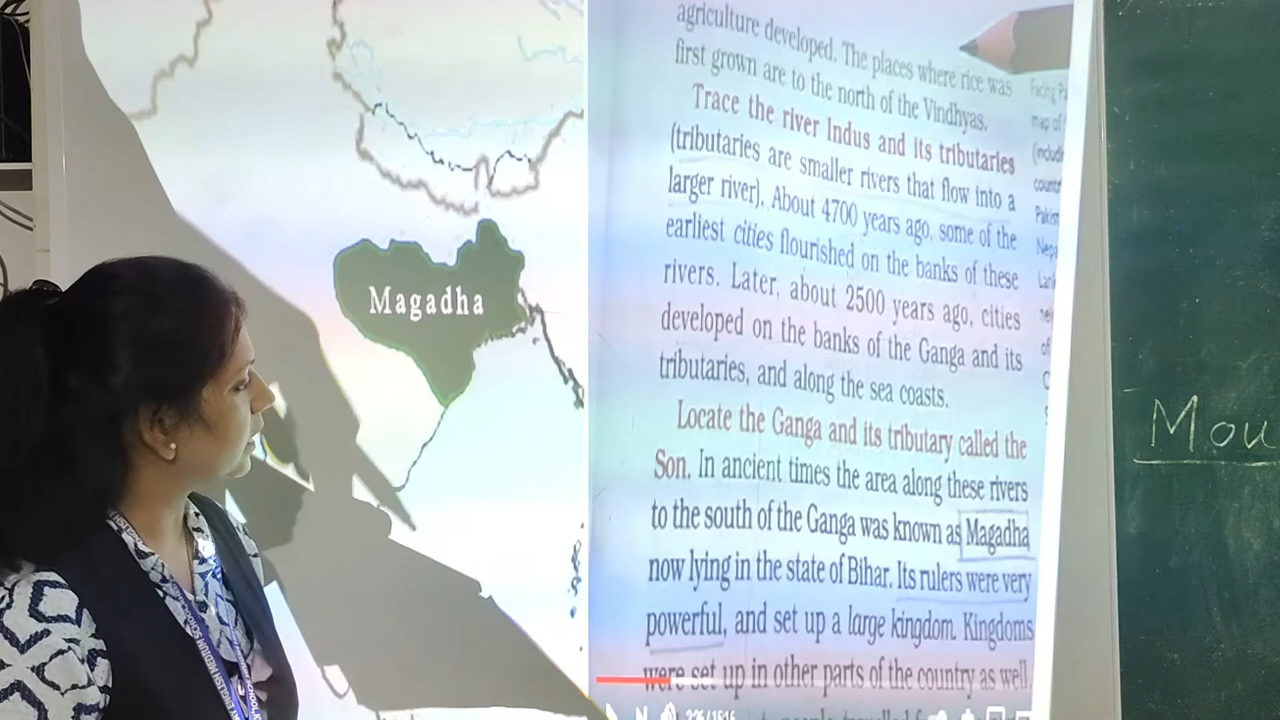 Magadha
agriculture developed. The places where rice was
first grown are to the north of the Vindhyas.
Trace the river Indus and its tributaries
(tributaries are smaller rivers that flow into a
larger river). About 4700 years ago, some of the
earliest cities flourished on the banks of these
rivers. Later, about 2500 years ago, cities
developed on the banks of the Ganga and its
tributaries, and along the sea coasts.
Locate the Ganga and its tributary called the
Son. In ancient times the area along these rivers
to the south of the Ganga was known as Magadha
now lying in the state of Bihar. Its rulers were very
powerful, and set up a large kingdom. Kingdoms
were set up in other parts of the country as well
Facing
map of
Mou
ENGLISH MEDIUM SCHOOL